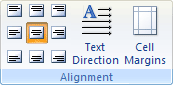 A
Text
Direction
Cell
Margins
Alignment